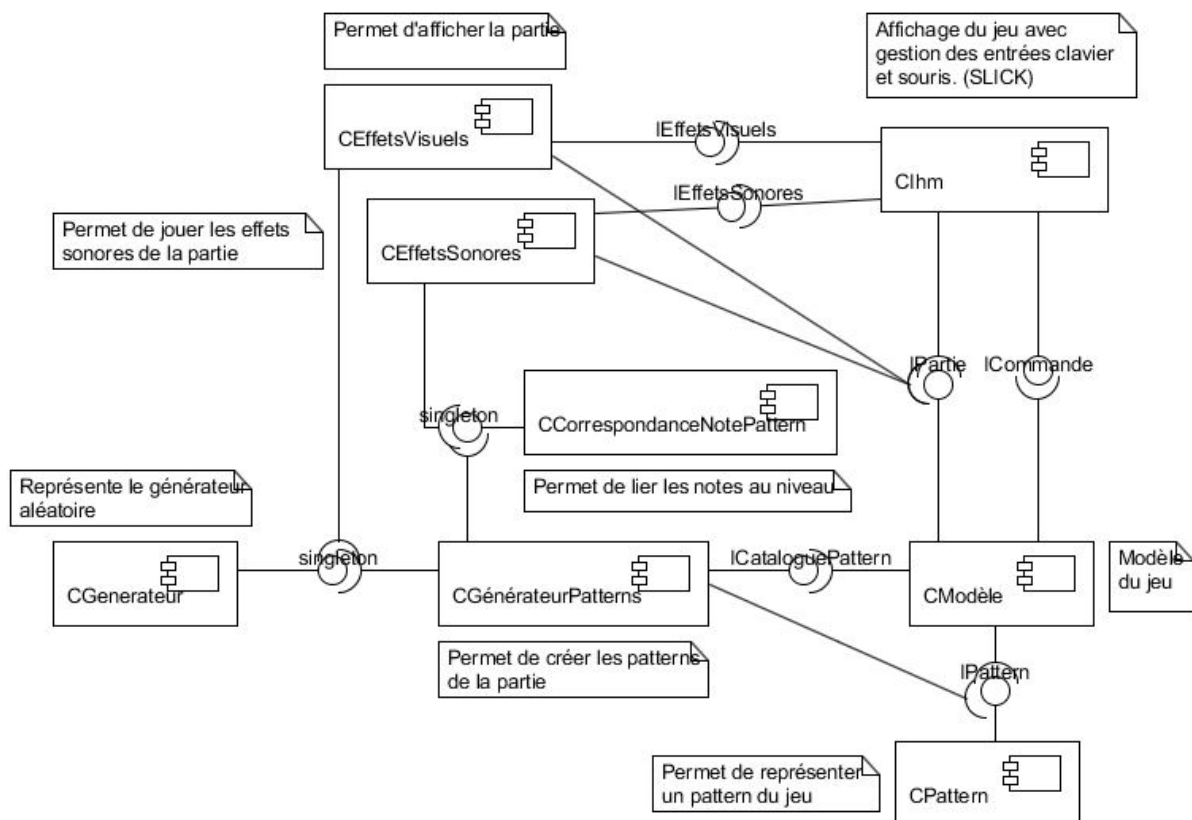 Permet d'afficher la partie
Affichage du jeu avec
gestion des entrées clavier
et souris. (SLICK)
CEffetsVisuels
IEffetsVisuels
CIhm
IEffetsSonores
Permet de jouer les effets
sonores de la partie
CEffetsSonores
IPartie
ICommande
singleton
CCorrespondanceNotePattern
Représente le générateur
aléatoire
Permet de lier les notes au niveau
CGenerateur
singleton
CGénérateurPatterns
ICataloguePattern
CModèle
Modèle
du jeu
Permet de créer les patterns
de la partie
IPattern
Permet de représenter
un pattern du jeu
CPattern